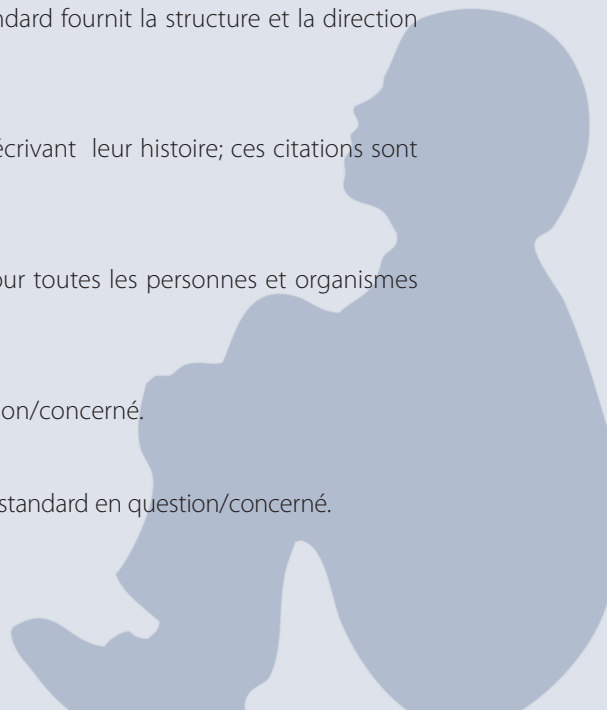 ndard fournit la structure et la direction
écrivant leur histoire; ces citations sont
our toutes les personnes et organismes
on/concerné.
standard en question/concerné.